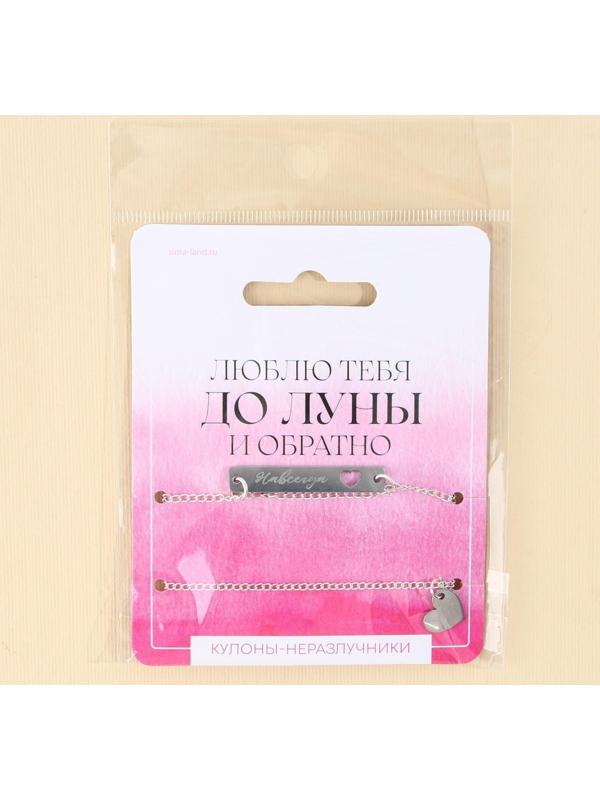 sima-land.ru
ЛЮБЛЮ ТЕБЯ
ДО ЛУНЫ
И ОБРАТНО
Навсегда
КУЛОНЫ-НЕРАЗЛУЧНИКИ